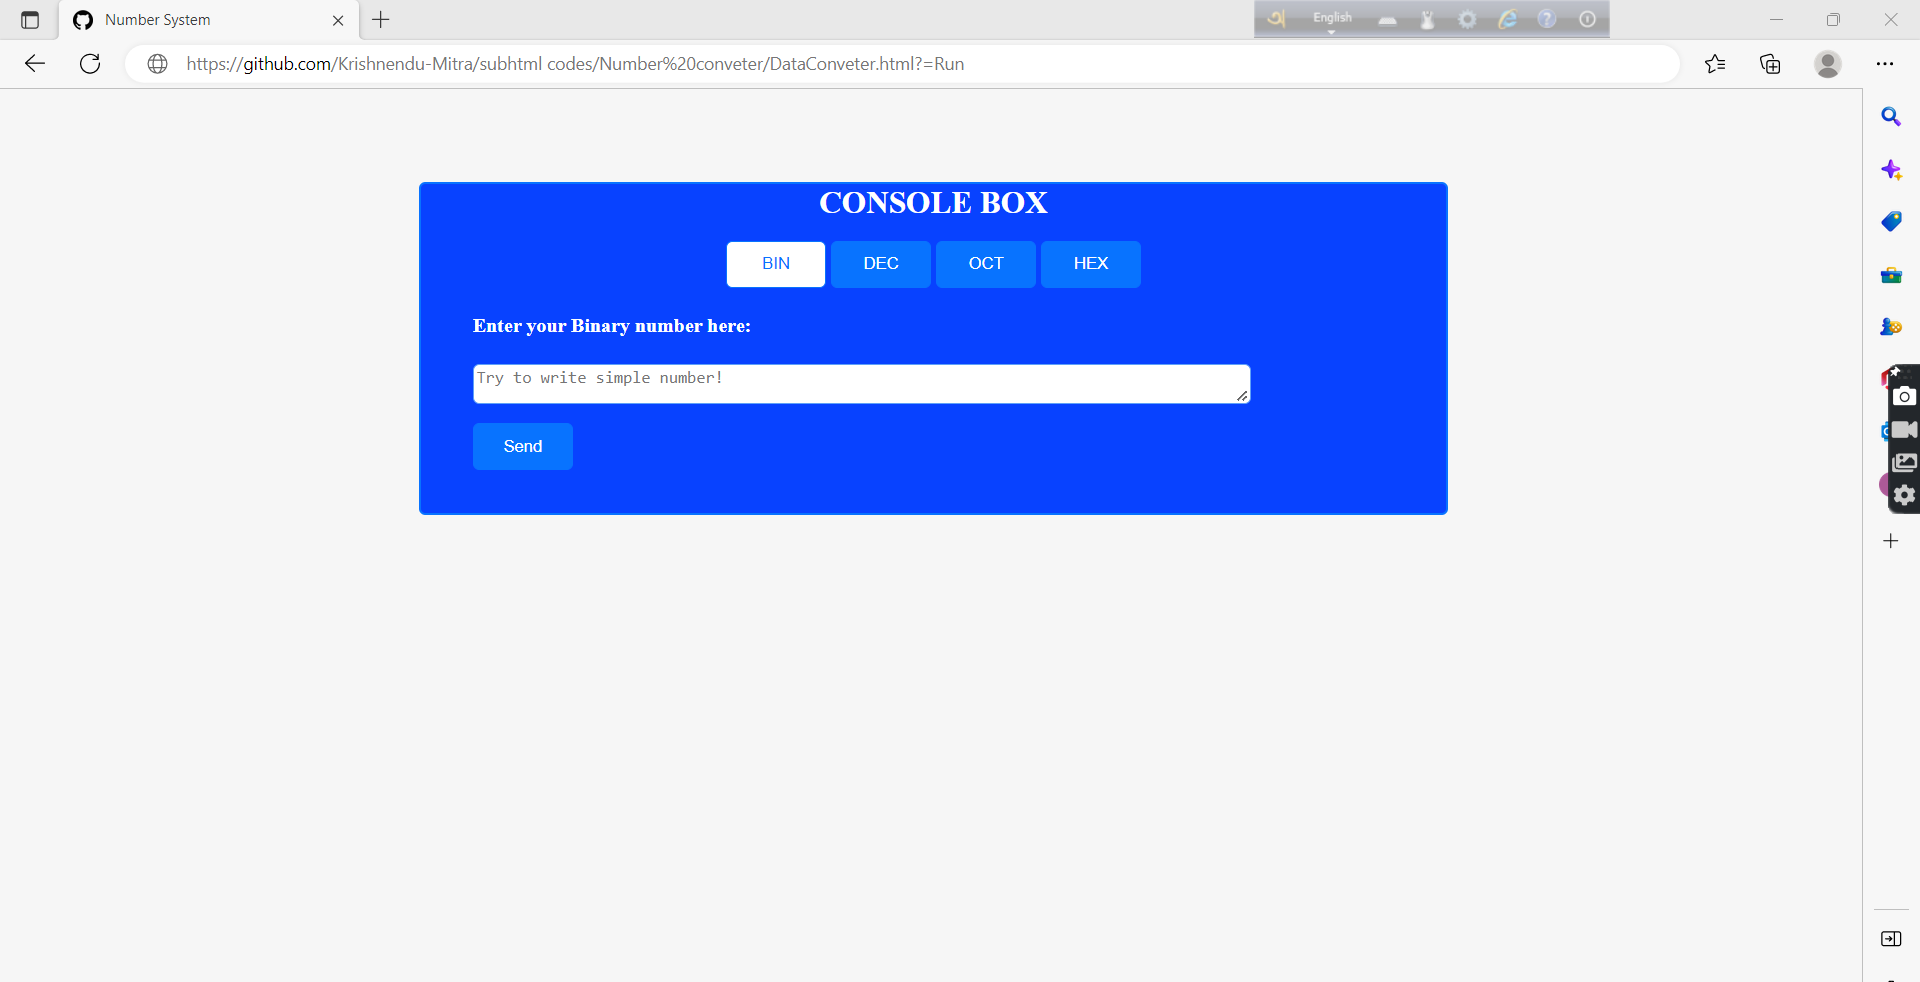 Number System
English
https://github.com/Krishnendu-Mitra/subhtml codes/Number%20conveter/DataConveter.html?=Run
CONSOLE BOX
BIN DEC OCT HEX
Enter your Binary number here:
Try to write simple number!
Send